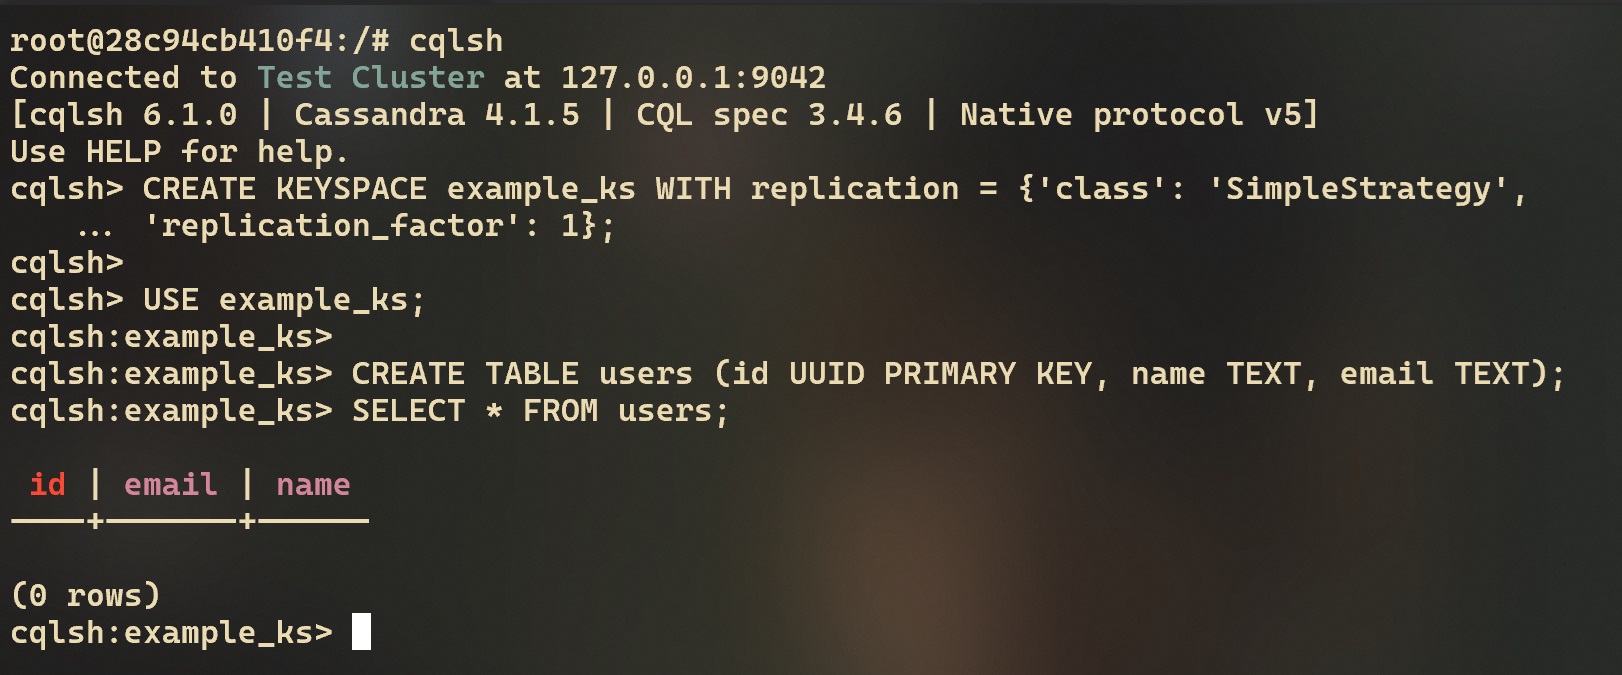 root@28c94cb410f4:/# cqlsh
Connected to Test Cluster at 127.0.0.1:9042
[cqlsh 6.1.0 | Cassandra 4.1.5 | CQL spec 3.4.6 | Native protocol v5]
Use HELP for help.
cqlsh> CREATE KEYSPACE example_ks WITH replication = {'class': 'SimpleStrategy',
   ... 'replication_factor': 1};
cqlsh>
cqlsh> USE example_ks;
cqlsh:example_ks>
cqlsh:example_ks> CREATE TABLE users (id UUID PRIMARY KEY, name TEXT, email TEXT);
cqlsh:example_ks> SELECT * FROM users;
 id | email | name
----+-------+------
(0 rows)
cqlsh:example_ks>